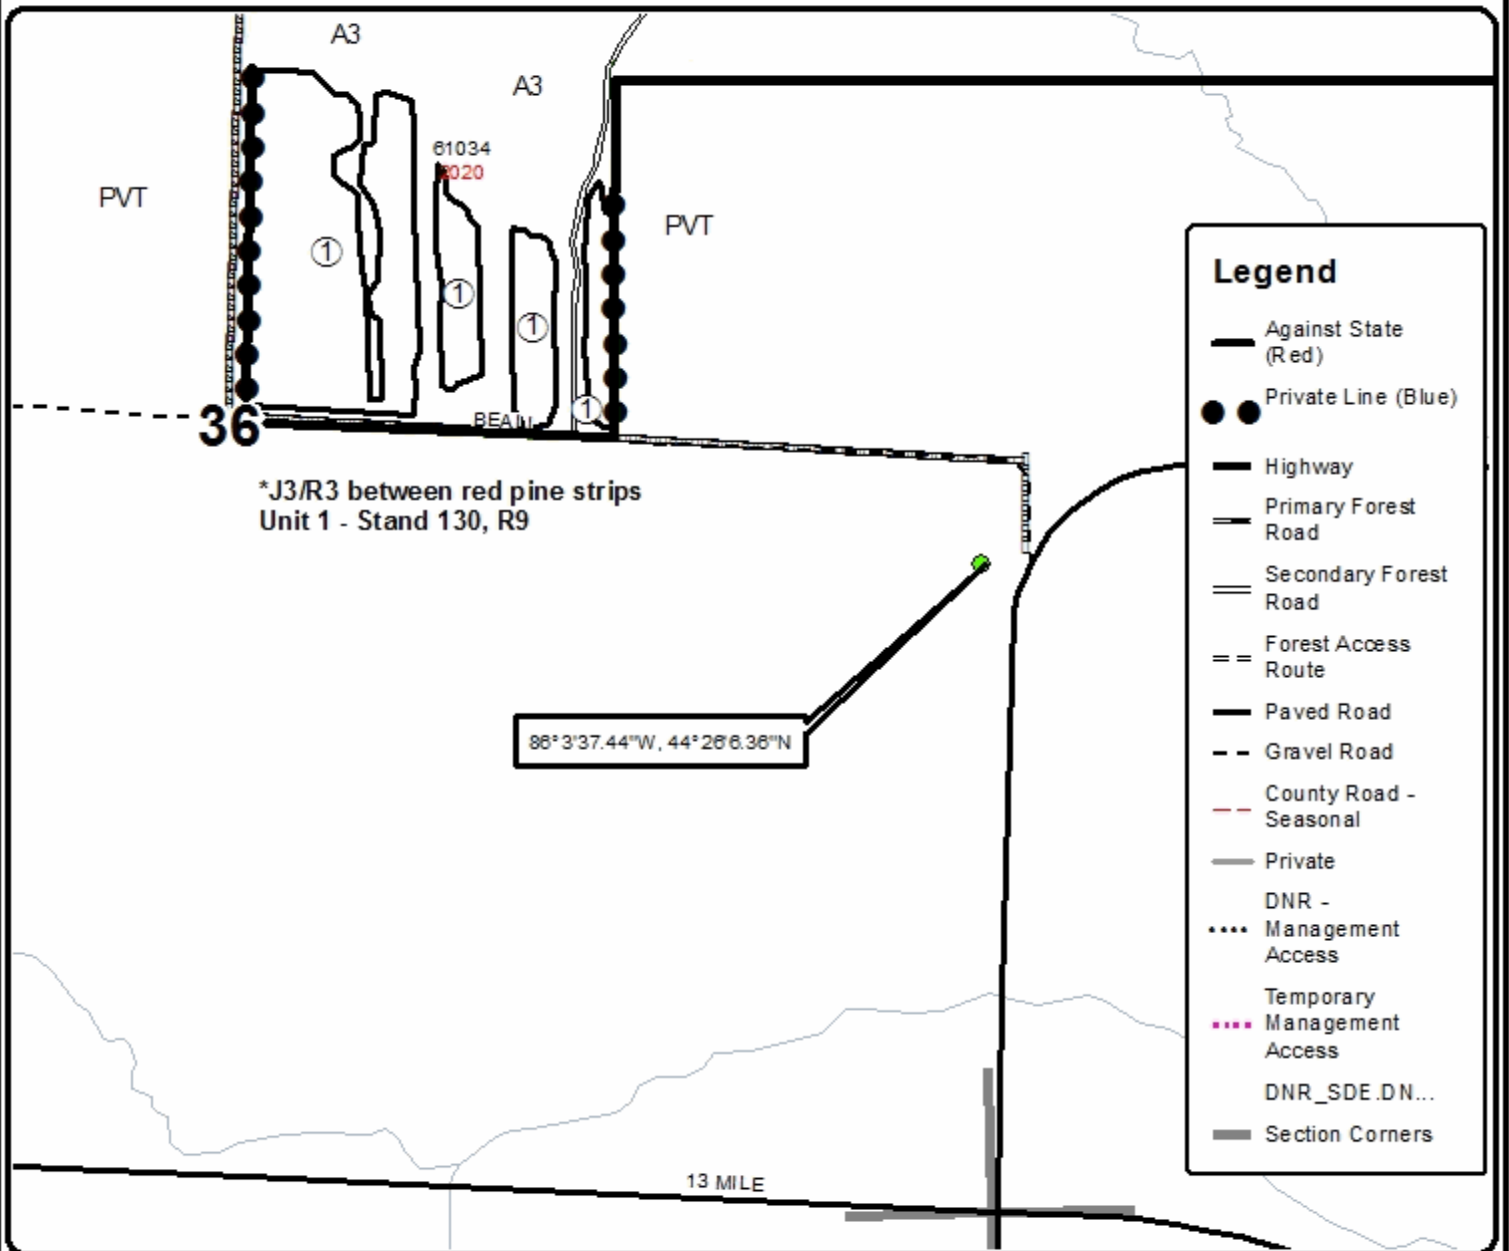 A3
A3
61034
2020
PVT
PVT
1
1
1
1
36
*J3/R3 between red pine strips
Unit 1 - Stand 130, R9
86°3'37.44"W, 44°26'6.36"N
13 MILE
Legend
Against State
(Red)
Private Line (Blue)
Highway
Primary Forest
Road
Secondary Forest
Road
Forest Access
Route
Paved Road
Gravel Road
County Road -
Seasonal
Private
DNR -
Management
Access
Temporary
Management
Access
DNR_SDE.DN...
Section Corners